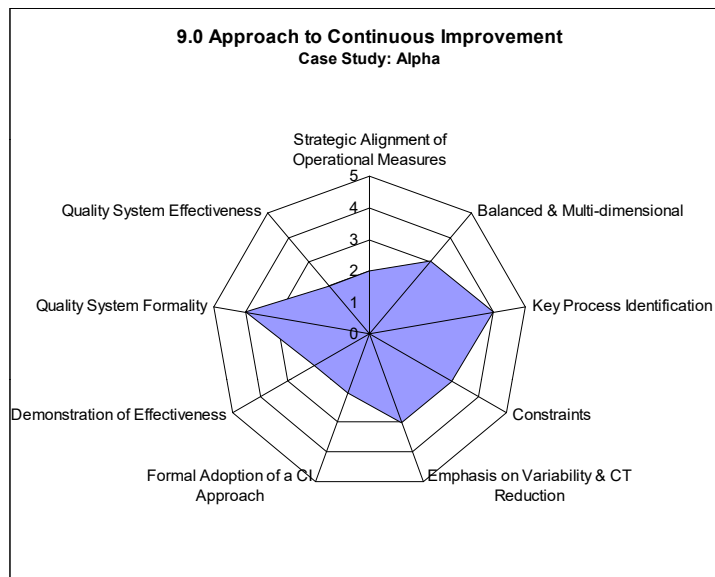 9.0 Approach to Continuous Improvement
Case Study: Alpha
Strategic Alignment of
Operational Measures
5
4
3
2
1
0
Quality System Effectiveness
Balanced & Multi-dimensional
Quality System Formality
Key Process Identification
Demonstration of Effectiveness
Constraints
Formal Adoption of a CI
Approach
Emphasis on Variability & CT
Reduction